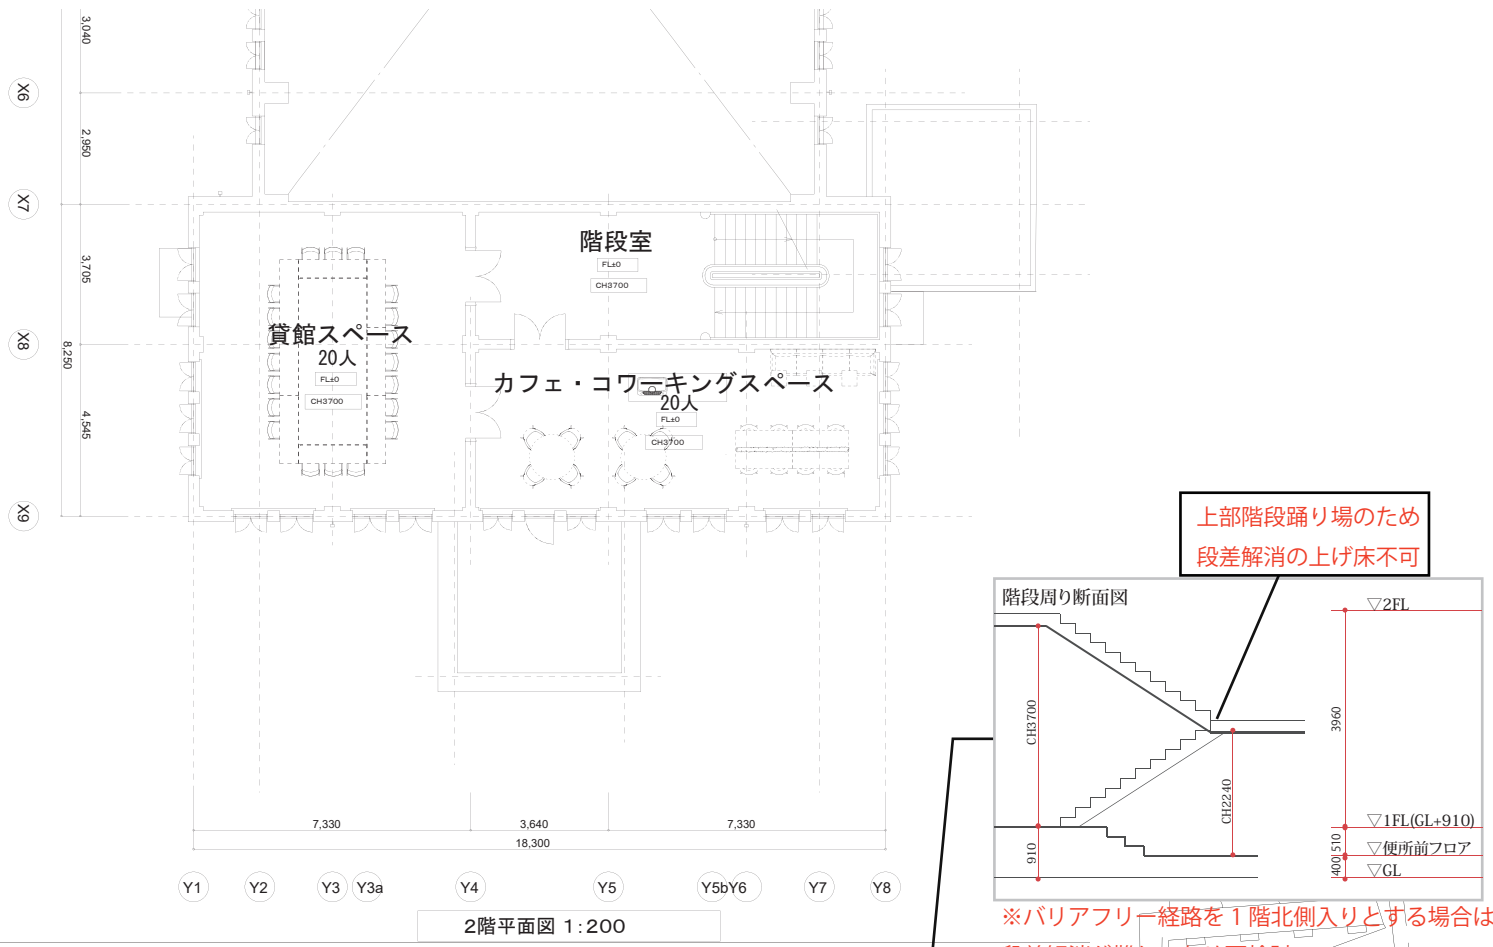 3,040
X6
2,950
X7
3,705
X8
8,250
4,545
X9
階段室
FL±0
CH3700
貸館スペース
20人
FL±0
CH3700
カフェ・コワーキングスペース
20人
FL±0
CH3700
上部階段踊り場のため
段差解消の上げ床不可
階段周り断面図
▽2FL
CH3700
3960
CH2240
▽1FL(GL+910)
910
510
▽便所前フロア
400
▽GL
7,330
3,640
7,330
18,300
Y1
Y2
Y3
Y3a
Y4
Y5
Y5b
Y6
Y7
Y8
2階平面図 1:200
※バリアフリー経路を1階北側入りとする場合は